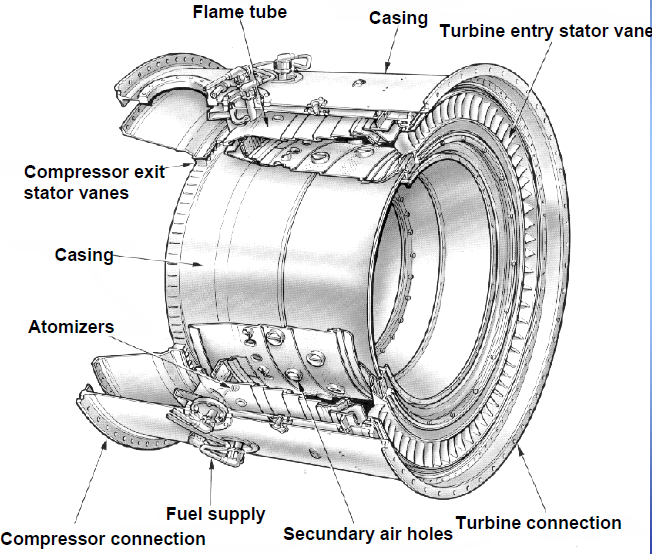 Flame tube
Casing
Turbine entry stator vane
Compressor exit
stator vanes
Casing
Atomizers
Fuel supply
Compressor connection
Secundary air holes
Turbine connection